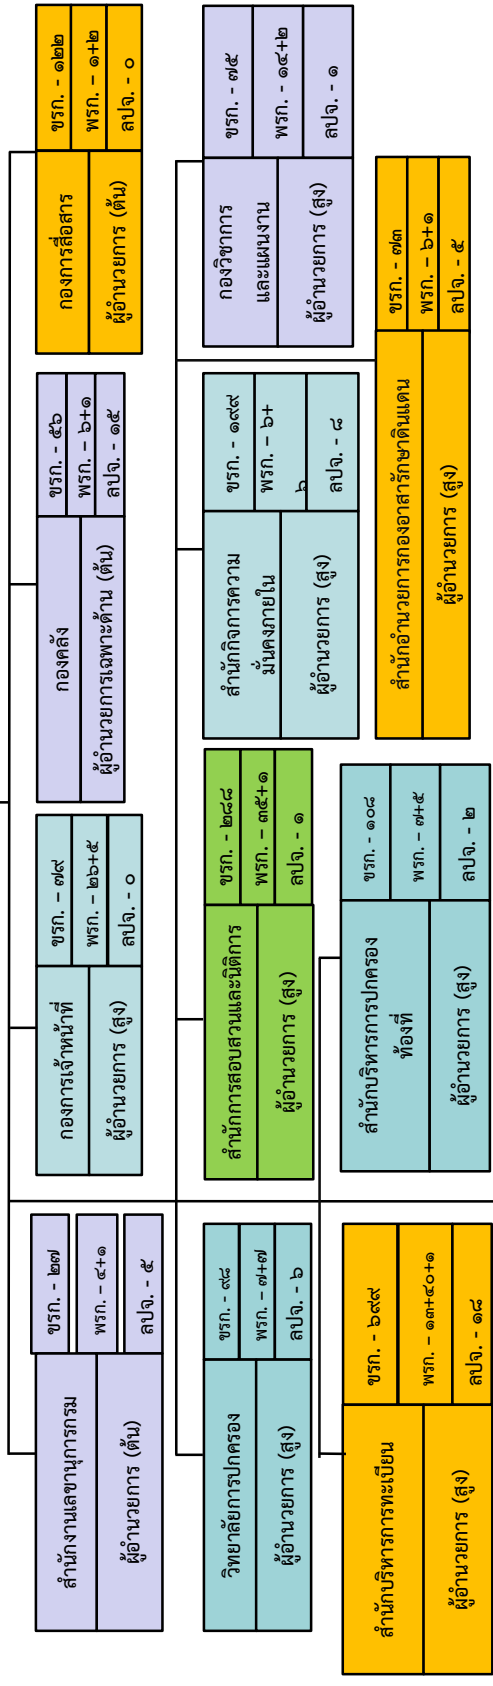 สำนักงานเลขานุการกรม
ผู้อำนวยการ (ต้น)
ขรก. - ๒๗
พรก. – ๔+๑
ลปจ. - ๕
กองการเจ้าหน้าที่
ผู้อำนวยการ (สูง)
ขรก. – ๗๙
พรก. – ๒๖+๕
ลปจ. - ๐
กองคลัง
ผู้อำนวยการเฉพาะด้าน (ต้น)
ขรก. - ๕๖
พรก. – ๖+๑
ลปจ. - ๑๕
กองการสื่อสาร
ผู้อำนวยการ (ต้น)
ขรก. - ๑๒๒
พรก. – ๑+๒
ลปจ. - ๐
วิทยาลัยการปกครอง
ผู้อำนวยการ (สูง)
ขรก. - ๙๘
พรก. – ๗+๗
ลปจ. - ๖
สำนักการสอบสวนและนิติการ
ผู้อำนวยการ (สูง)
ขรก. - ๒๘๘
พรก. – ๓๕+๑
ลปจ. - ๑
สำนักกิจการความ
มั่นคงภายใน
ผู้อำนวยการ (สูง)
ขรก. - ๑๙๙
พรก. – ๖+
๖
ลปจ. - ๘
กองวิชาการ
และแผนงาน
ผู้อำนวยการ (สูง)
ขรก. - ๗๕
พรก. – ๑๔+๒
ลปจ. - ๑
สำนักบริหารการทะเบียน
ผู้อำนวยการ (สูง)
ขรก. - ๖๙๙
พรก. – ๑๓+๔๐+๑
ลปจ. - ๑๘
สำนักบริหารการปกครอง
ท้องที่
ผู้อำนวยการ (สูง)
ขรก. - ๑๐๘
พรก. – ๗+๕
ลปจ. - ๒
สำนักอำนวยการกองอาสารักษาดินแดน
ผู้อำนวยการ (สูง)
ขรก. - ๗๓
พรก. – ๖+๑
ลปจ. - ๕